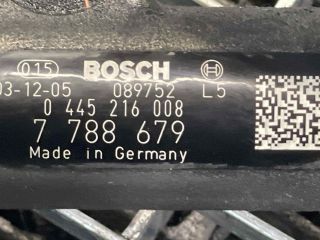 015 BOSCH
03-12-05 089752 L5
0 445 216 008
7 788 679
Made in Germany